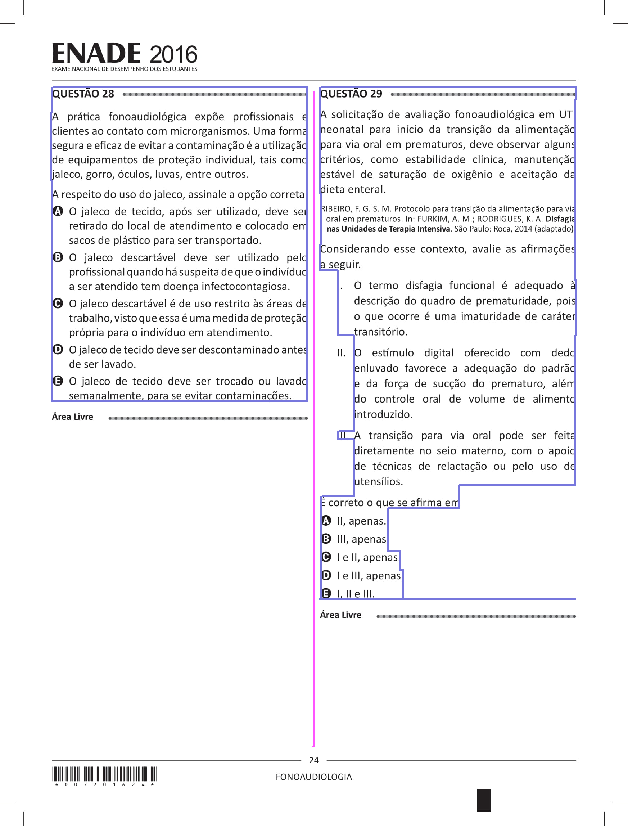 ENADE 2016
EXAME NACIONAL DE DESEMPENHO DOS ESTUDANTES
QUESTÃO 28
A prática fonoaudiológica expõe profissionais e
clientes ao contato com microrganismos. Uma forma
segura e eficaz de evitar a contaminação é a utilização
de equipamentos de proteção individual, tais como
jaleco, gorro, óculos, luvas, entre outros.
A respeito do uso do jaleco, assinale a opção correta
A O jaleco de tecido, após ser utilizado, deve ser
retirado do local de atendimento e colocado em
sacos de plástico para ser transportado.
B O jaleco descartável deve ser utilizado pelo
profissional quando há suspeita de que o indivíduo
a ser atendido tem doença infectocontagiosa.
C O jaleco descartável é de uso restrito às áreas de
trabalho, visto que essa é uma medida de proteção
própria para o indivíduo em atendimento.
D O jaleco de tecido deve ser descontaminado antes
de ser lavado.
E O jaleco de tecido deve ser trocado ou lavado
semanalmente, para se evitar contaminações.
Área Livre
QUESTÃO 29
A solicitação de avaliação fonoaudiológica em UTI
neonatal para inicio da transição da alimentação
para via oral em prematuros, deve observar alguns
critérios, como estabilidade clínica, manutenção
estável de saturação de oxigênio e aceitação da
dieta enteral.
RIBEIRO, F. G. S. M. Protocolo para transição da alimentação para via
oral em prematuros. In: FURKIM, A. M.; RODRIGUES, K. A. Disfagias
nas Unidades de Terapia Intensiva. São Paulo: Roca, 2014 (adaptado).
Considerando esse contexto, avalie as afirmações
a seguir.
I. O termo disfagia funcional é adequado à
descrição do quadro de prematuridade, pois
o que ocorre é uma imaturidade de caráter
transitório.
II. O estímulo digital oferecido com dedo
enluvado favorece a adequação do padrão
e da força de sucção do prematuro, além
do controle oral de volume de alimento
introduzido.
III. A transição para via oral pode ser feita
diretamente no seio materno, com o apoio
de técnicas de relactação ou pelo uso de
utensílios.
É correto o que se afirma em
A II, apenas.
B III, apenas
C I e II, apenas
D I e III, apenas
E I, II e III.
Área Livre
24
FONOAUDIOLOGIA